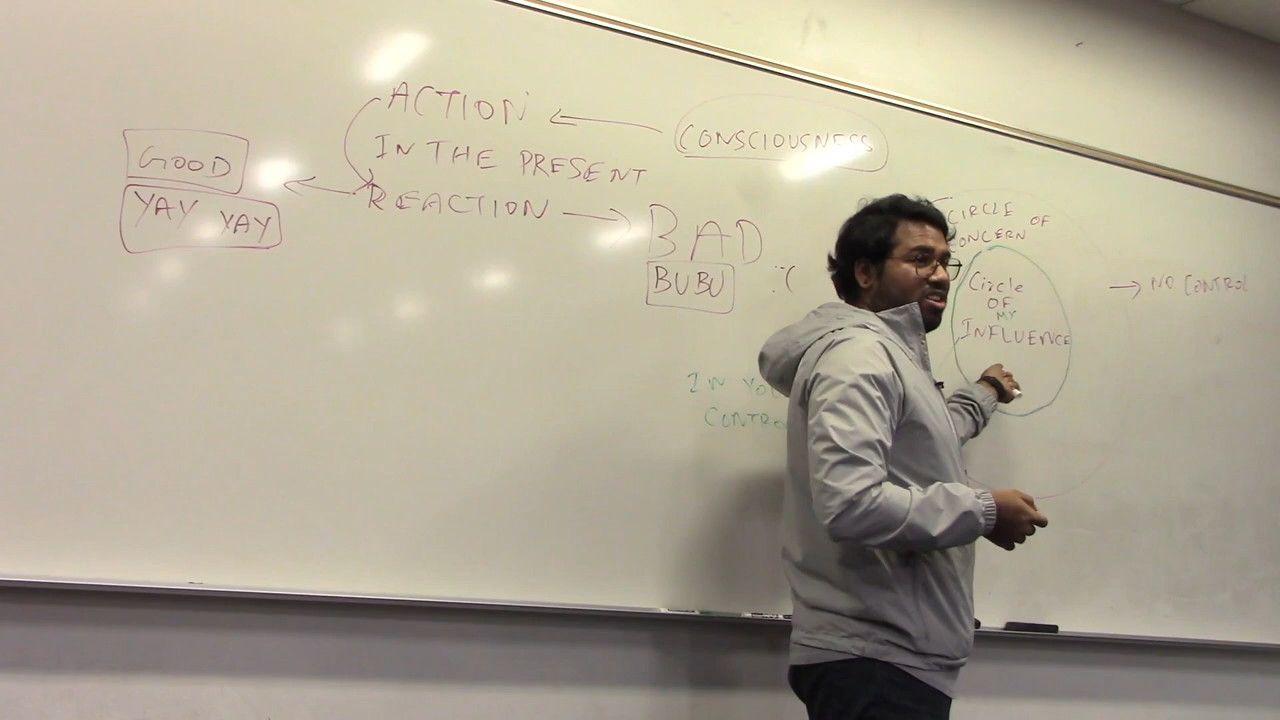 ACTION
IN THE PRESENT
REACTION
CONSCIOUSNESS
GOOD
YAY YAY
BAD
BUBU :(
CIRCLE OF
CONCERN
Circle
OF
MY
INFLUENCE
NO CONTROL
IN